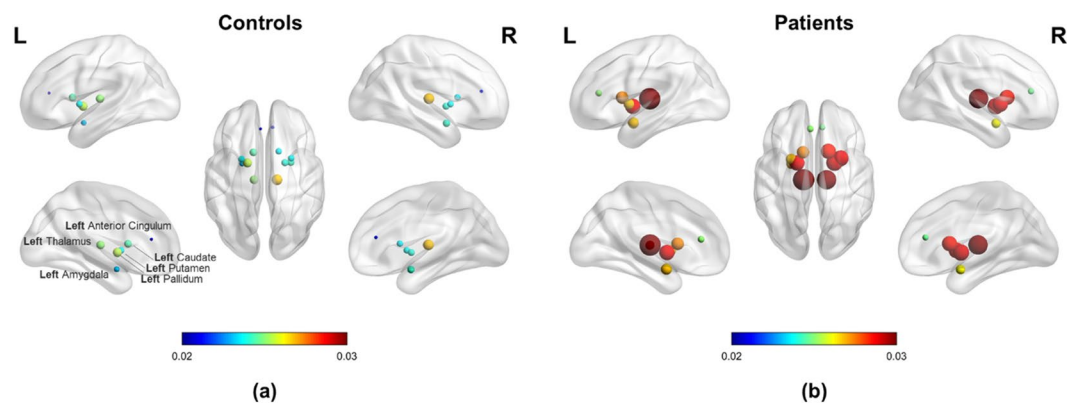 Controls
Patients
L
R
L
R
Left Anterior Cingulum
Left Thalamus
Left Caudate
Left Putamen
Left Amygdala
Left Pallidum
0.02
0.03
0.02
0.03
(a)
(b)